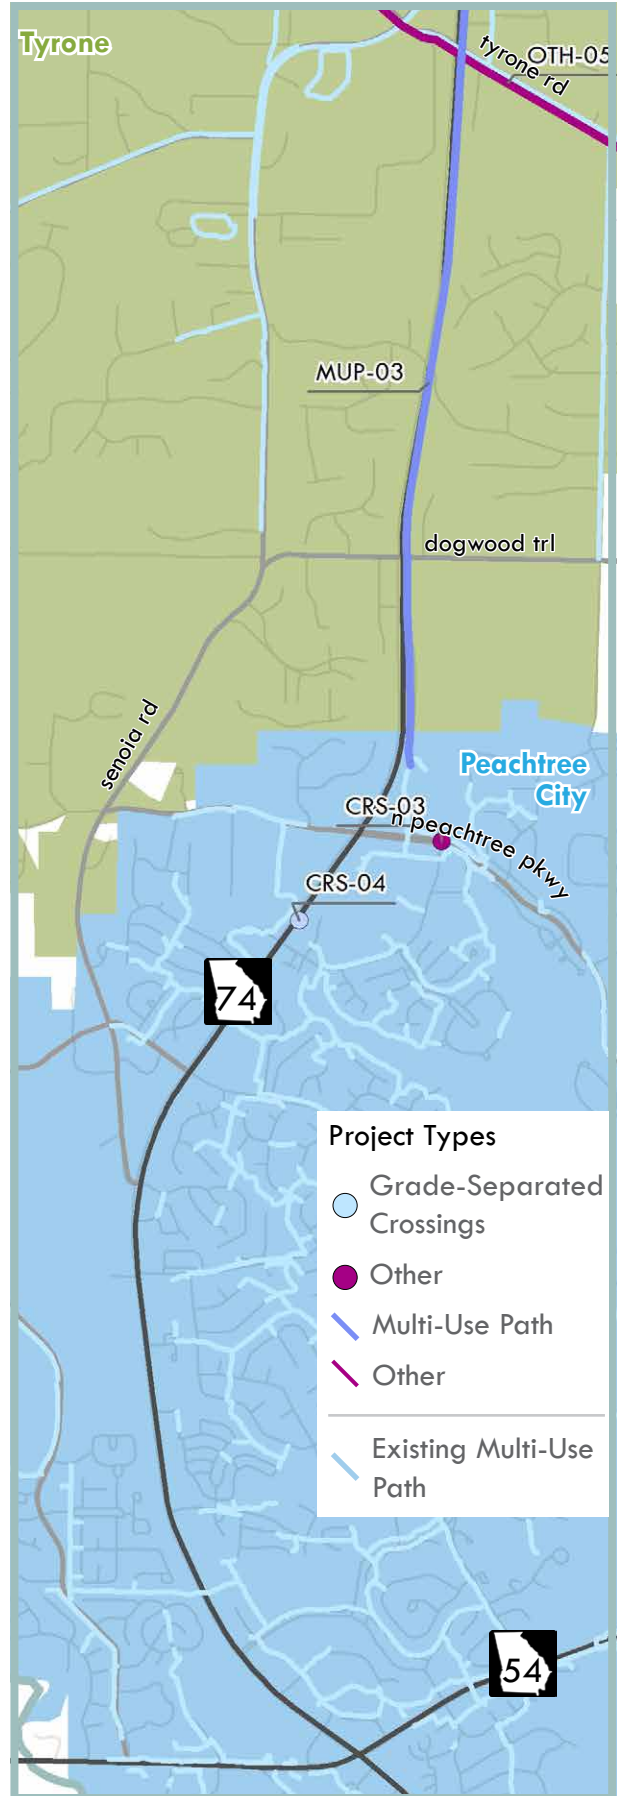 Tyrone
tyrone rd
OTH-05
MUP-03
dogwood trl
senoia rd
Peachtree
City
CRS-03
n peachtree pkwy
CRS-04
74
Project Types
Grade-Separated
Crossings
Other
Multi-Use Path
Other
Existing Multi-Use
Path
54